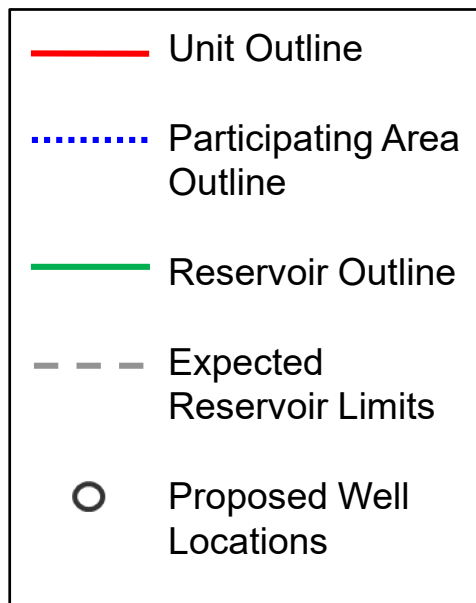 Unit Outline
Participating Area
Outline
Reservoir Outline
Expected
Reservoir Limits
Proposed Well
Locations